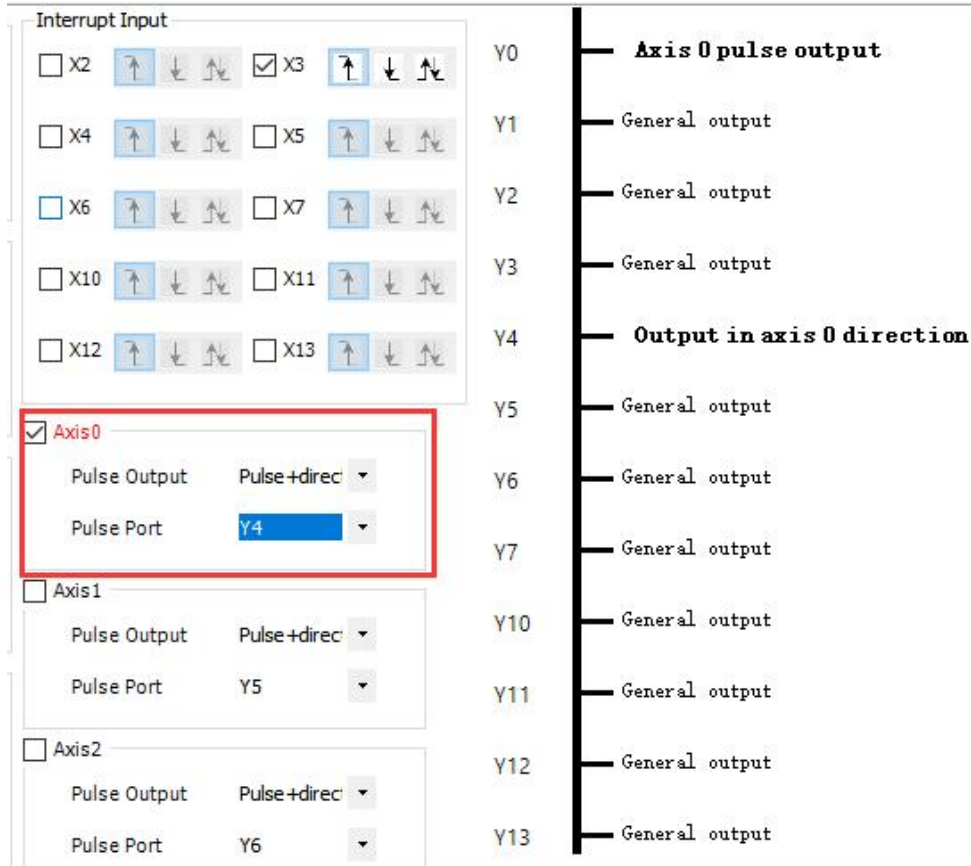 Interrupt Input
X2 X3
X4 X5
X6 X7
X10 X11
X12 X13
Axis0
Pulse Output Pulse+direc
Pulse Port Y4
Axis1
Pulse Output Pulse+direc
Pulse Port Y5
Axis2
Pulse Output Pulse+direc
Pulse Port Y6
Y0 Axis 0 pulse output
Y1 General output
Y2 General output
Y3 General output
Y4 Output in axis 0 direction
Y5 General output
Y6 General output
Y7 General output
Y10 General output
Y11 General output
Y12 General output
Y13 General output